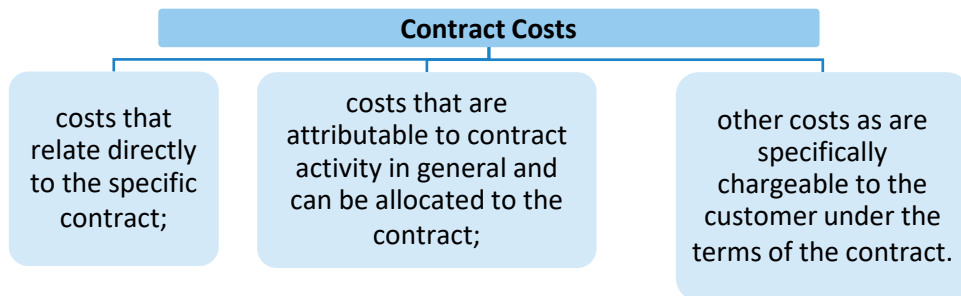 Contract Costs
costs that
relate directly
to the specific
contract;
costs that are
attributable to contract
activity in general and
can be allocated to the
contract;
other costs as are
specifically
chargeable to the
customer under the
terms of the contract.